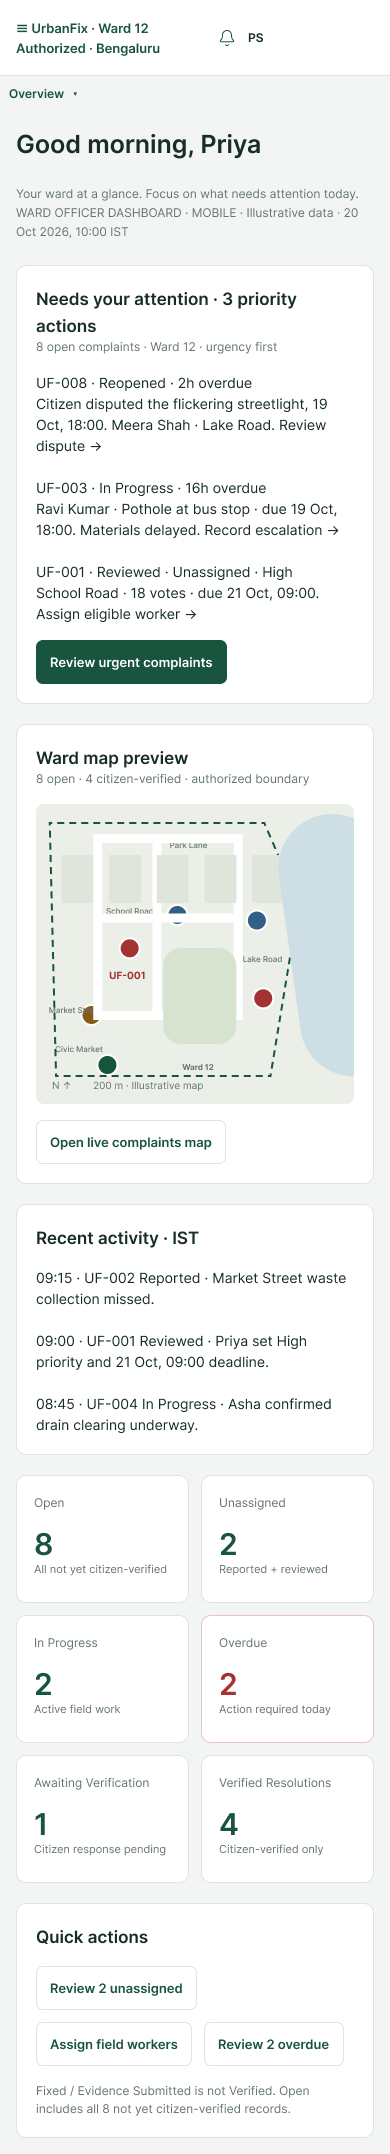 ≡ UrbanFix · Ward 12
Authorized · Bengaluru
PS
Overview ▾
Good morning, Priya
Your ward at a glance. Focus on what needs attention today.
WARD OFFICER DASHBOARD · MOBILE · Illustrative data · 20
Oct 2026, 10:00 IST
Needs your attention · 3 priority
actions
8 open complaints · Ward 12 · urgency first
UF-008 · Reopened · 2h overdue
Citizen disputed the flickering streetlight, 19
Oct, 18:00. Meera Shah · Lake Road. Review
dispute →
UF-003 · In Progress · 16h overdue
Ravi Kumar · Pothole at bus stop · due 19 Oct,
18:00. Materials delayed. Record escalation →
UF-001 · Reviewed · Unassigned · High
School Road · 18 votes · due 21 Oct, 09:00.
Assign eligible worker →
Review urgent complaints
Ward map preview
8 open · 4 citizen-verified · authorized boundary
Park Lane
School Road
Lake Road
UF-001
Market
Civic Market
Ward 12
N ↑ 200 m · Illustrative map
Open live complaints map
Recent activity · IST
09:15 · UF-002 Reported · Market Street waste
collection missed.
09:00 · UF-001 Reviewed · Priya set High
priority and 21 Oct, 09:00 deadline.
08:45 · UF-004 In Progress · Asha confirmed
drain clearing underway.
Open
8
All not yet citizen-verified
Unassigned
2
Reported + reviewed
In Progress
2
Active field work
Overdue
2
Action required today
Awaiting Verification
1
Citizen response pending
Verified Resolutions
4
Citizen-verified only
Quick actions
Review 2 unassigned
Assign field workers
Review 2 overdue
Fixed / Evidence Submitted is not Verified. Open
includes all 8 not yet citizen-verified records.